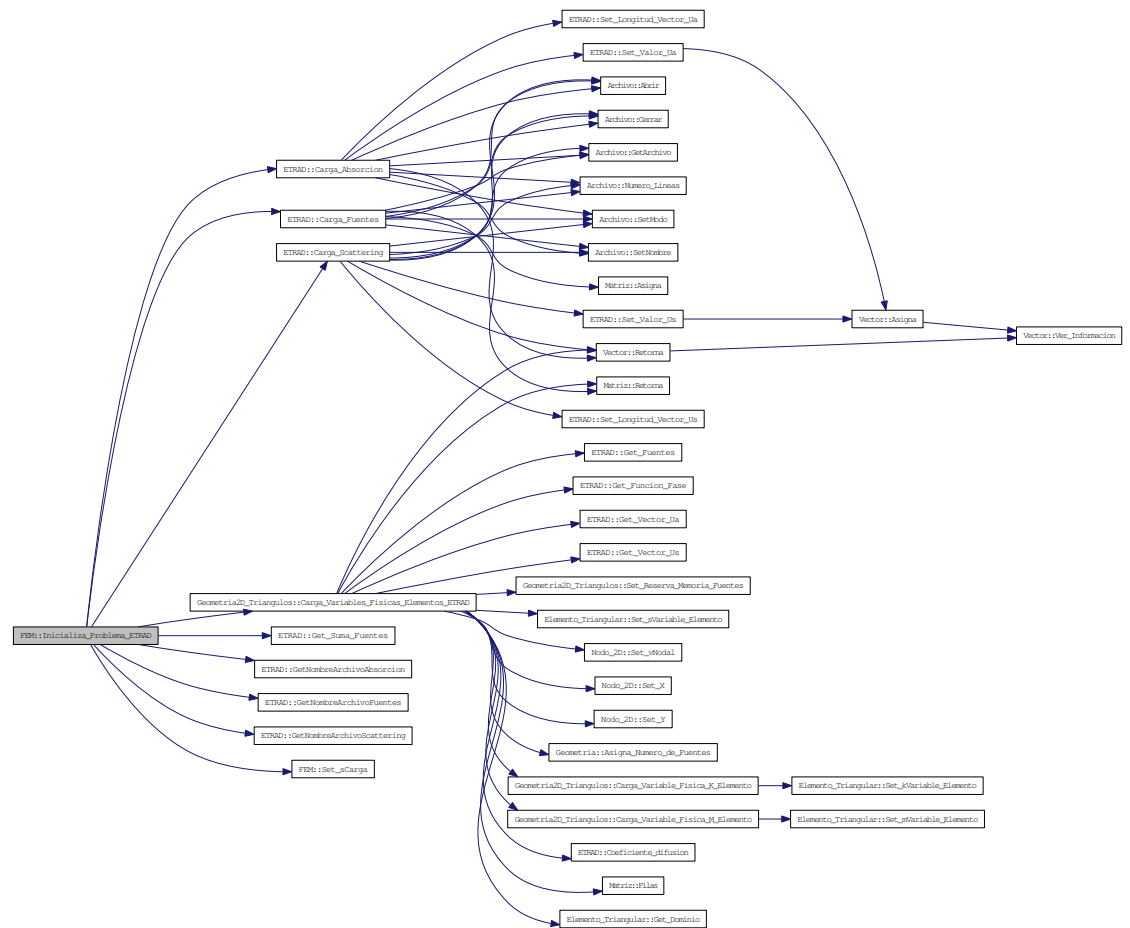 ETRAD::Set_Longitud_Vector_Ua
ETRAD::Set_Valor_Ua
Archivo::Abrir
Archivo::Cerrar
Archivo::GetArchivo
ETRAD::Carga_Absorcion
Archivo::Numero_Lineas
ETRAD::Carga_Fuentes
Archivo::SetModo
ETRAD::Carga_Scattering
Archivo::SetNombre
Matriz::Asigna
ETRAD::Set_Valor_Us
Vector::Asigna
Vector::Ver_Informacion
Vector::Retorna
Matriz::Retorna
ETRAD::Set_Longitud_Vector_Us
ETRAD::Get_Fuentes
ETRAD::Get_Funcion_Fase
ETRAD::Get_Vector_Ua
ETRAD::Get_Vector_Us
Geometria2D_Triangulos::Set_Reserva_Memoria_Fuentes
Geometria2D_Triangulos::Carga_Variables_Fisicas_Elementos_ETRAD
Elemento_Triangular::Set_sVariable_Elemento
FEM::Inicializa_Problema_ETRAD
ETRAD::Get_Suma_Fuentes
Nodo_2D::Set_vNodal
ETRAD::GetNombreArchivoAbsorcion
Nodo_2D::Set_X
ETRAD::GetNombreArchivoFuentes
Nodo_2D::Set_Y
ETRAD::GetNombreArchivoScattering
Geometria::Asigna_Numero_de_Fuentes
FEM::Set_sCarga
Geometria2D_Triangulos::Carga_Variable_Fisica_K_Elemento
Elemento_Triangular::Set_kVariable_Elemento
Geometria2D_Triangulos::Carga_Variable_Fisica_M_Elemento
Elemento_Triangular::Set_mVariable_Elemento
ETRAD::Coeficiente_difusion
Matriz::Filas
Elemento_Triangular::Get_Dominio